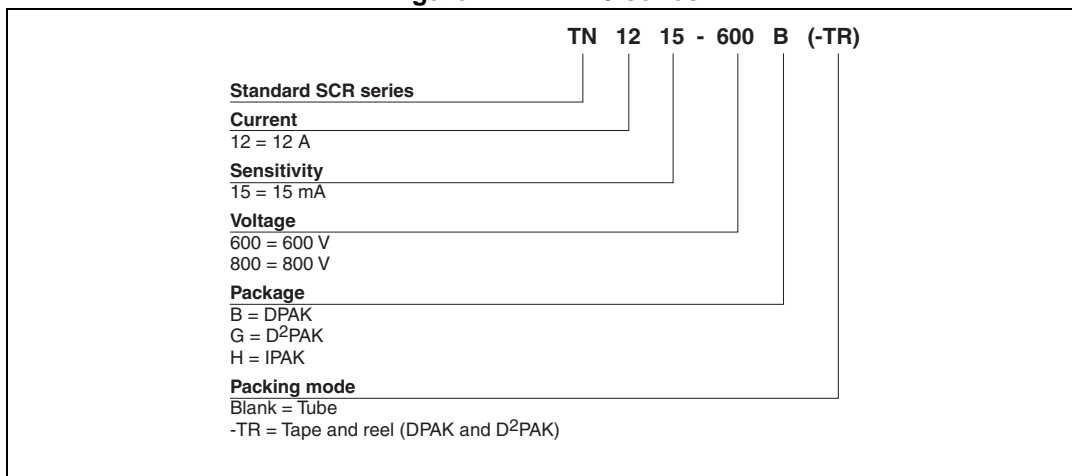 TN 12 15 - 600 B (-TR)
Standard SCR series
Current
12 = 12 A
Sensitivity
15 = 15 mA
Voltage
600 = 600 V
800 = 800 V
Package
B = DPAK
G = D²PAK
H = IPAK
Packing mode
Blank = Tube
-TR = Tape and reel (DPAK and D²PAK)